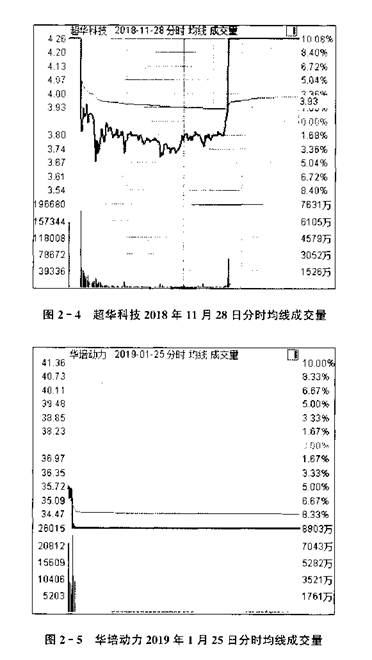 超华科技 2018-11-28 分时 均线 成交量
4.26 10.08%
4.20 8.40%
4.13 6.72%
4.07 5.04%
4.00
3.93 3.93
3.80 1.68%
3.74 3.36%
3.67 5.04%
3.61 6.72%
3.54 8.40%
196680 7631万
157344 6105万
118008 4579万
78672 3052万
39336 1526万
图 2-4 超华科技 2018 年 11 月 28 日分时均线成交量
华培动力 2019-01-25 分时 均线 成交量
41.36 10.00%
40.73 8.33%
40.11 6.67%
39.48 5.00%
38.85 3.33%
38.23 1.67%
36.97 1.67%
36.35 3.33%
35.72 5.00%
35.09 6.67%
34.47 8.33%
26015 8803万
20812 7043万
15609 5282万
10406 3521万
5203 1761万
图 2-5 华培动力 2019 年 1 月 25 日分时均线成交量